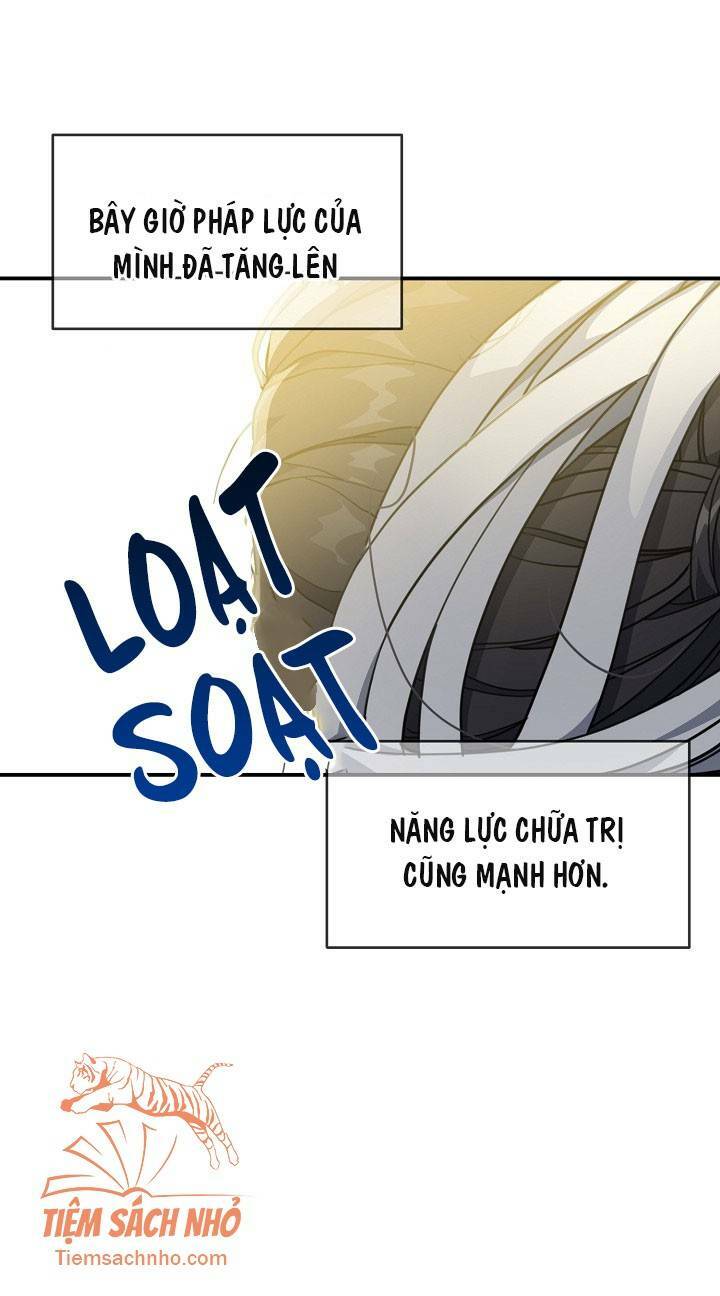 BÂY GIỜ PHÁP LỰC CỦA
MÌNH ĐÃ TĂNG LÊN
LOẠT
SOẠT
NĂNG LỰC CHỮA TRỊ
CŨNG MẠNH HƠN.
TIỆM SÁCH NHỎ
Tiemsachnho.com